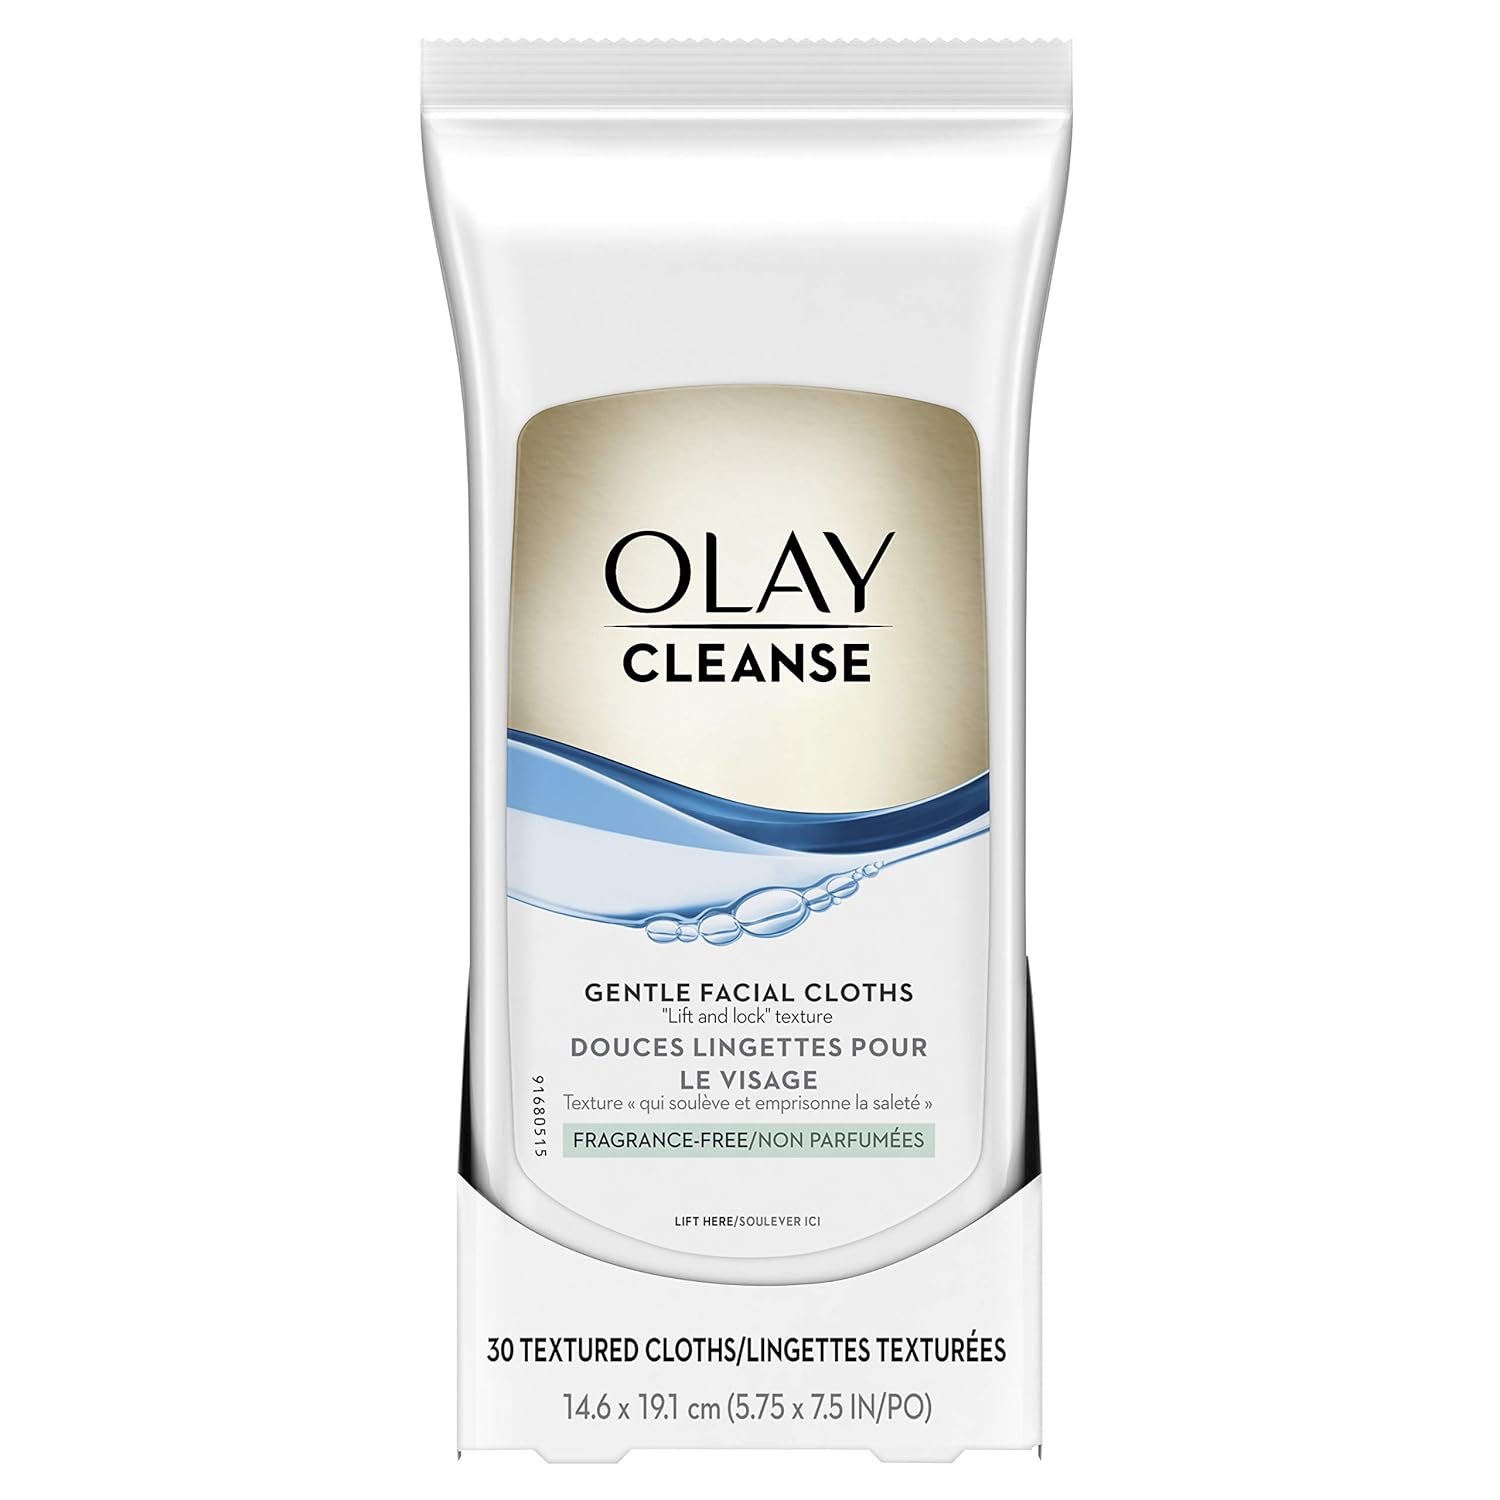 OLAY
CLEANSE
GENTLE FACIAL CLOTHS
"Lift and lock" texture
DOUCES LINGETTES POUR
LE VISAGE
Texture « qui soulève et emprisonne la saleté »
FRAGRANCE-FREE/NON PARFUMÉES
91680515
LIFT HERE/SOULEVER ICI
30 TEXTURED CLOTHS/LINGETTES TEXTURÉES
14.6 x 19.1 cm (5.75 x 7.5 IN/PO)